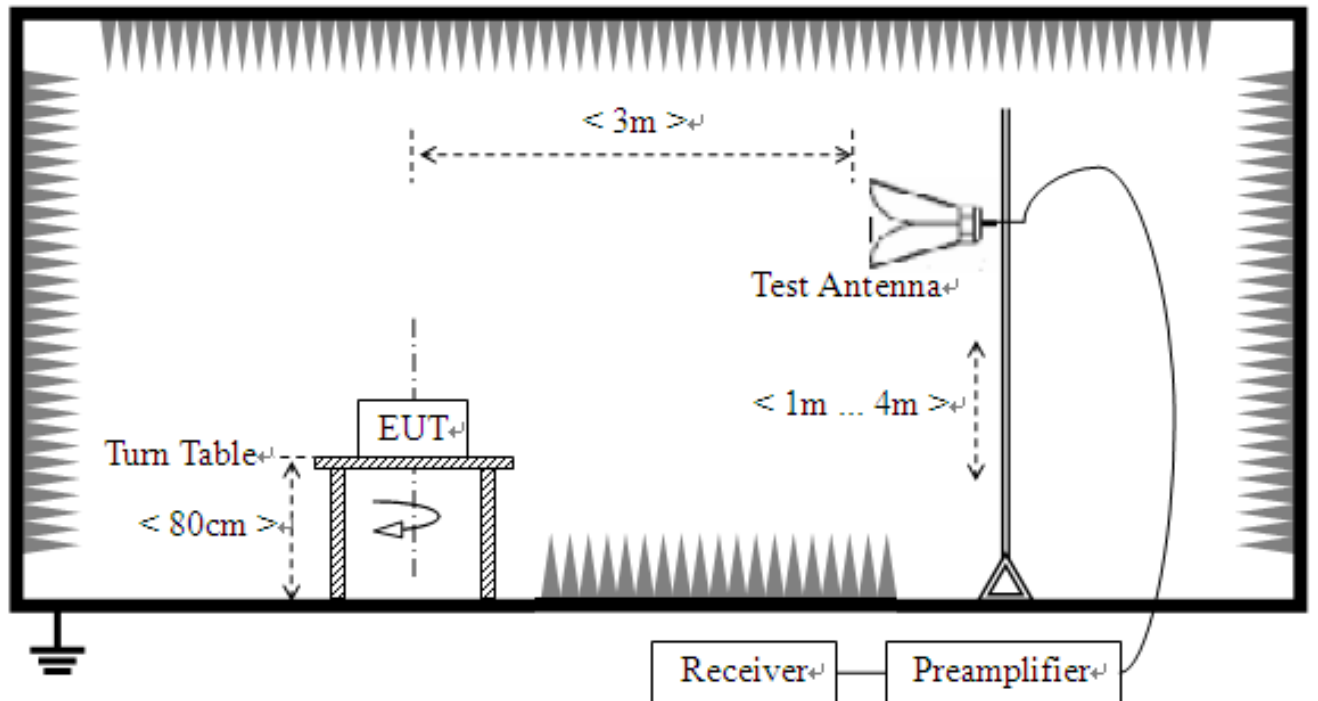 < 3m >↵
Test Antenna↵
< 1m ... 4m >↵
EUT↵
Turn Table↵
< 80cm >↵
Receiver↵
Preamplifier↵